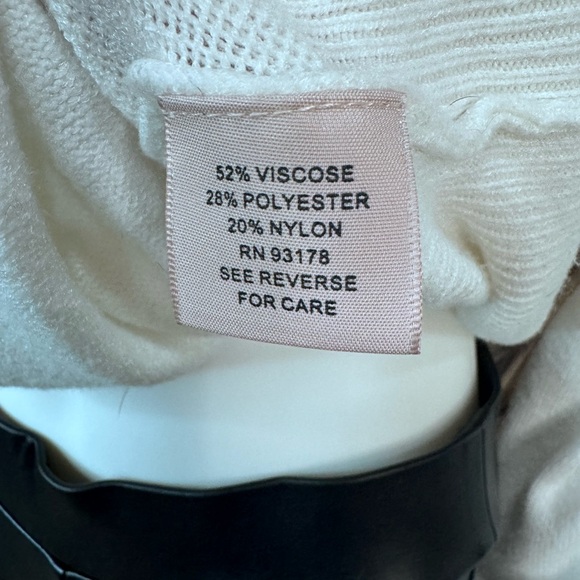 52% VISCOSE
28% POLYESTER
20% NYLON
RN 93178
SEE REVERSE
FOR CARE